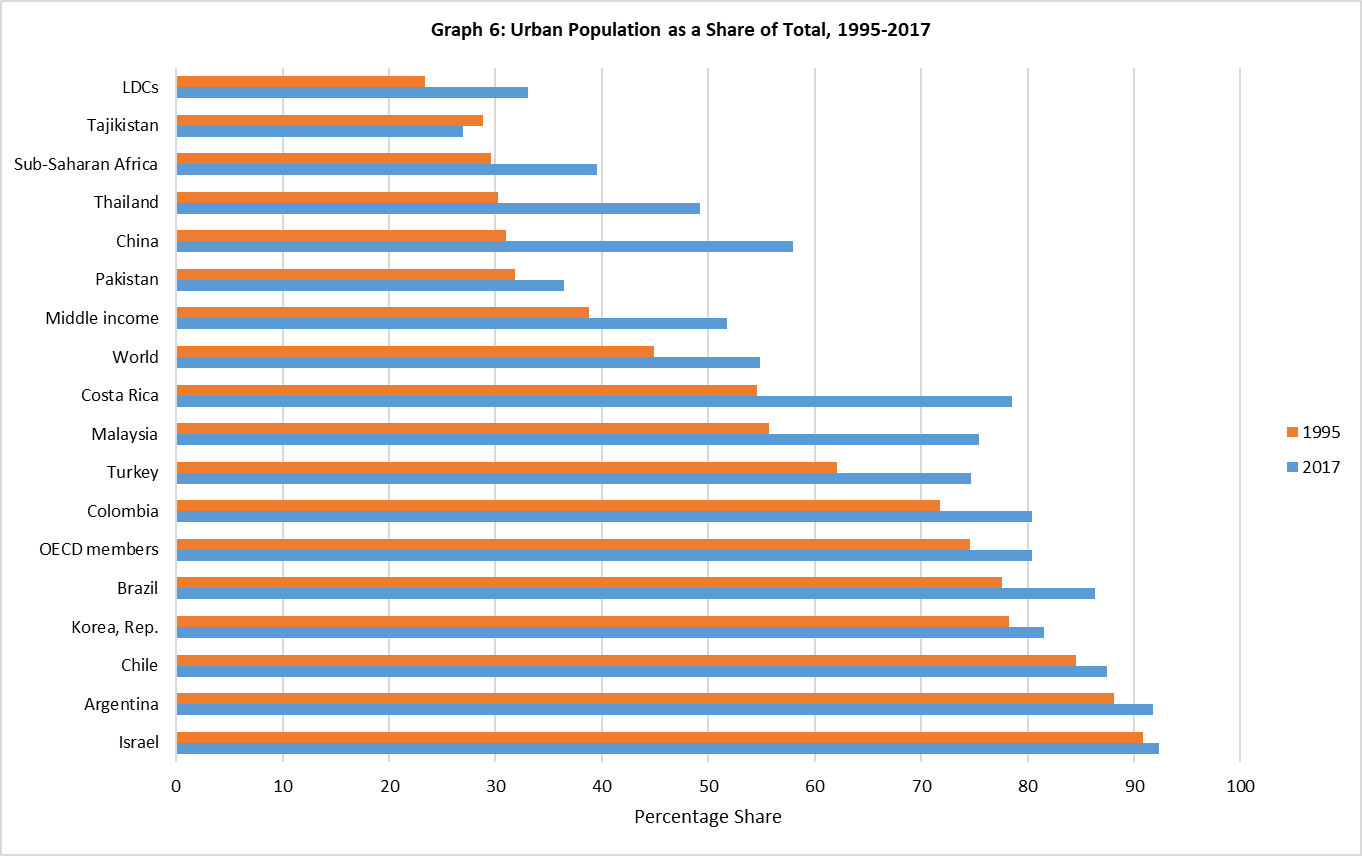 Graph 6: Urban Population as a Share of Total, 1995-2017
LDCs
Tajikistan
Sub-Saharan Africa
Thailand
China
Pakistan
Middle income
World
Costa Rica
Malaysia
Turkey
Colombia
OECD members
Brazil
Korea, Rep.
Chile
Argentina
Israel
0 10 20 30 40 50 60 70 80 90 100
Percentage Share
1995
2017